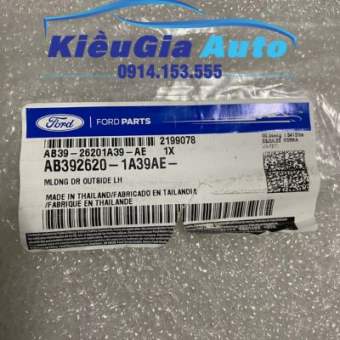 KiềuGia Auto
0914.153.555
Ford
FORD PARTS
2199078
AB39-26201A39-AE 1X
AB392620-1A39AE-
MLDNG DR OUTSIDE LH
MADE IN THAILAND/FABRICADO EN TAILANDIA
/FABRIQUE EN THAILANDE